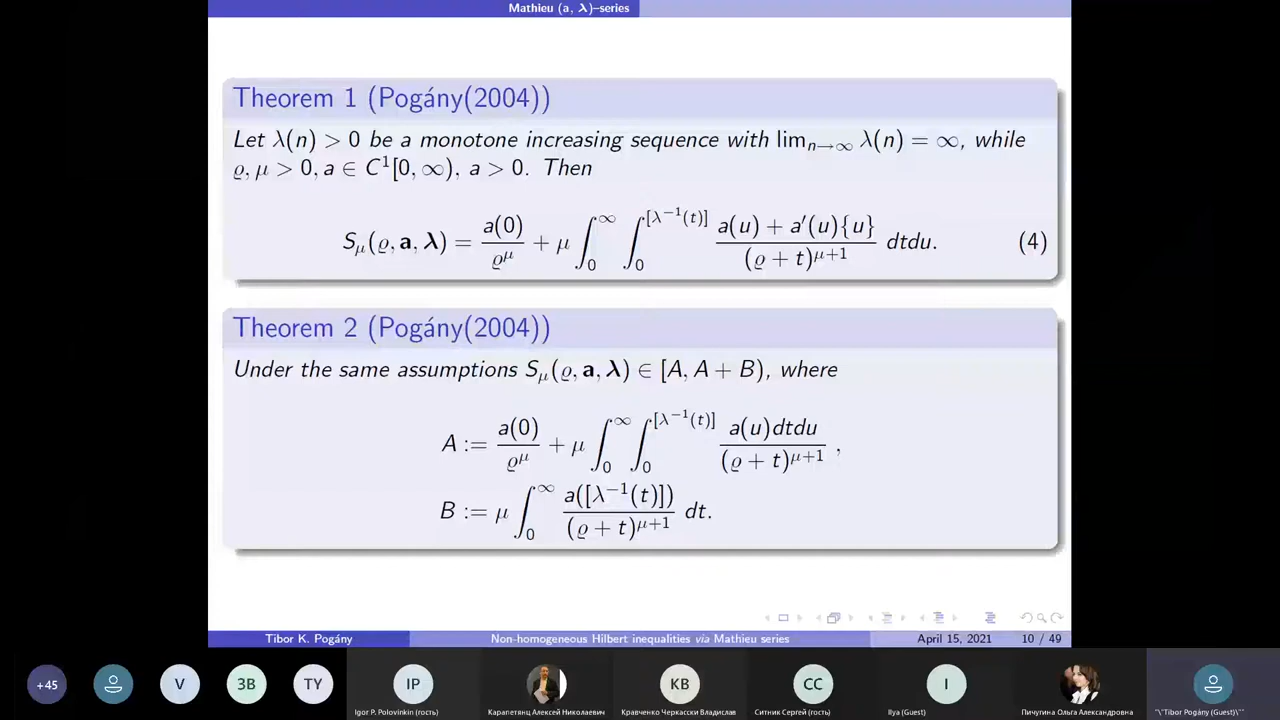 Mathieu (a, λ)–series
Theorem 1 (Pogány(2004))
Let λ(n) > 0 be a monotone increasing sequence with lim_{n→∞} λ(n) = ∞, while
ϱ, μ > 0, a ∈ C¹[0, ∞), a > 0. Then
S_μ(ϱ, a, λ) = a(0)/ϱ^μ + μ ∫_0^∞ ∫_0^{[λ⁻¹(t)]} (a(u) + a′(u){u})/(ϱ + t)^{μ+1} dtdu. (4)
Theorem 2 (Pogány(2004))
Under the same assumptions S_μ(ϱ, a, λ) ∈ [A, A + B), where
A := a(0)/ϱ^μ + μ ∫_0^∞ ∫_0^{[λ⁻¹(t)]} a(u)dtdu/(ϱ + t)^{μ+1} ,
B := μ ∫_0^∞ a([λ⁻¹(t)])/(ϱ + t)^{μ+1} dt.
Tibor K. Pogány Non-homogeneous Hilbert inequalities via Mathieu series April 15, 2021 10 / 49
+45 V ЗВ TY IP КВ СС I
Igor P. Polovinkin (гость) Карапетянц Алексей Николаевич Кравченко Черкасски Владислав Ситник Сергей (гость) Ilya (Guest) Пичугина Ольга Александровна "\"Tibor Pogány (Guest)\""